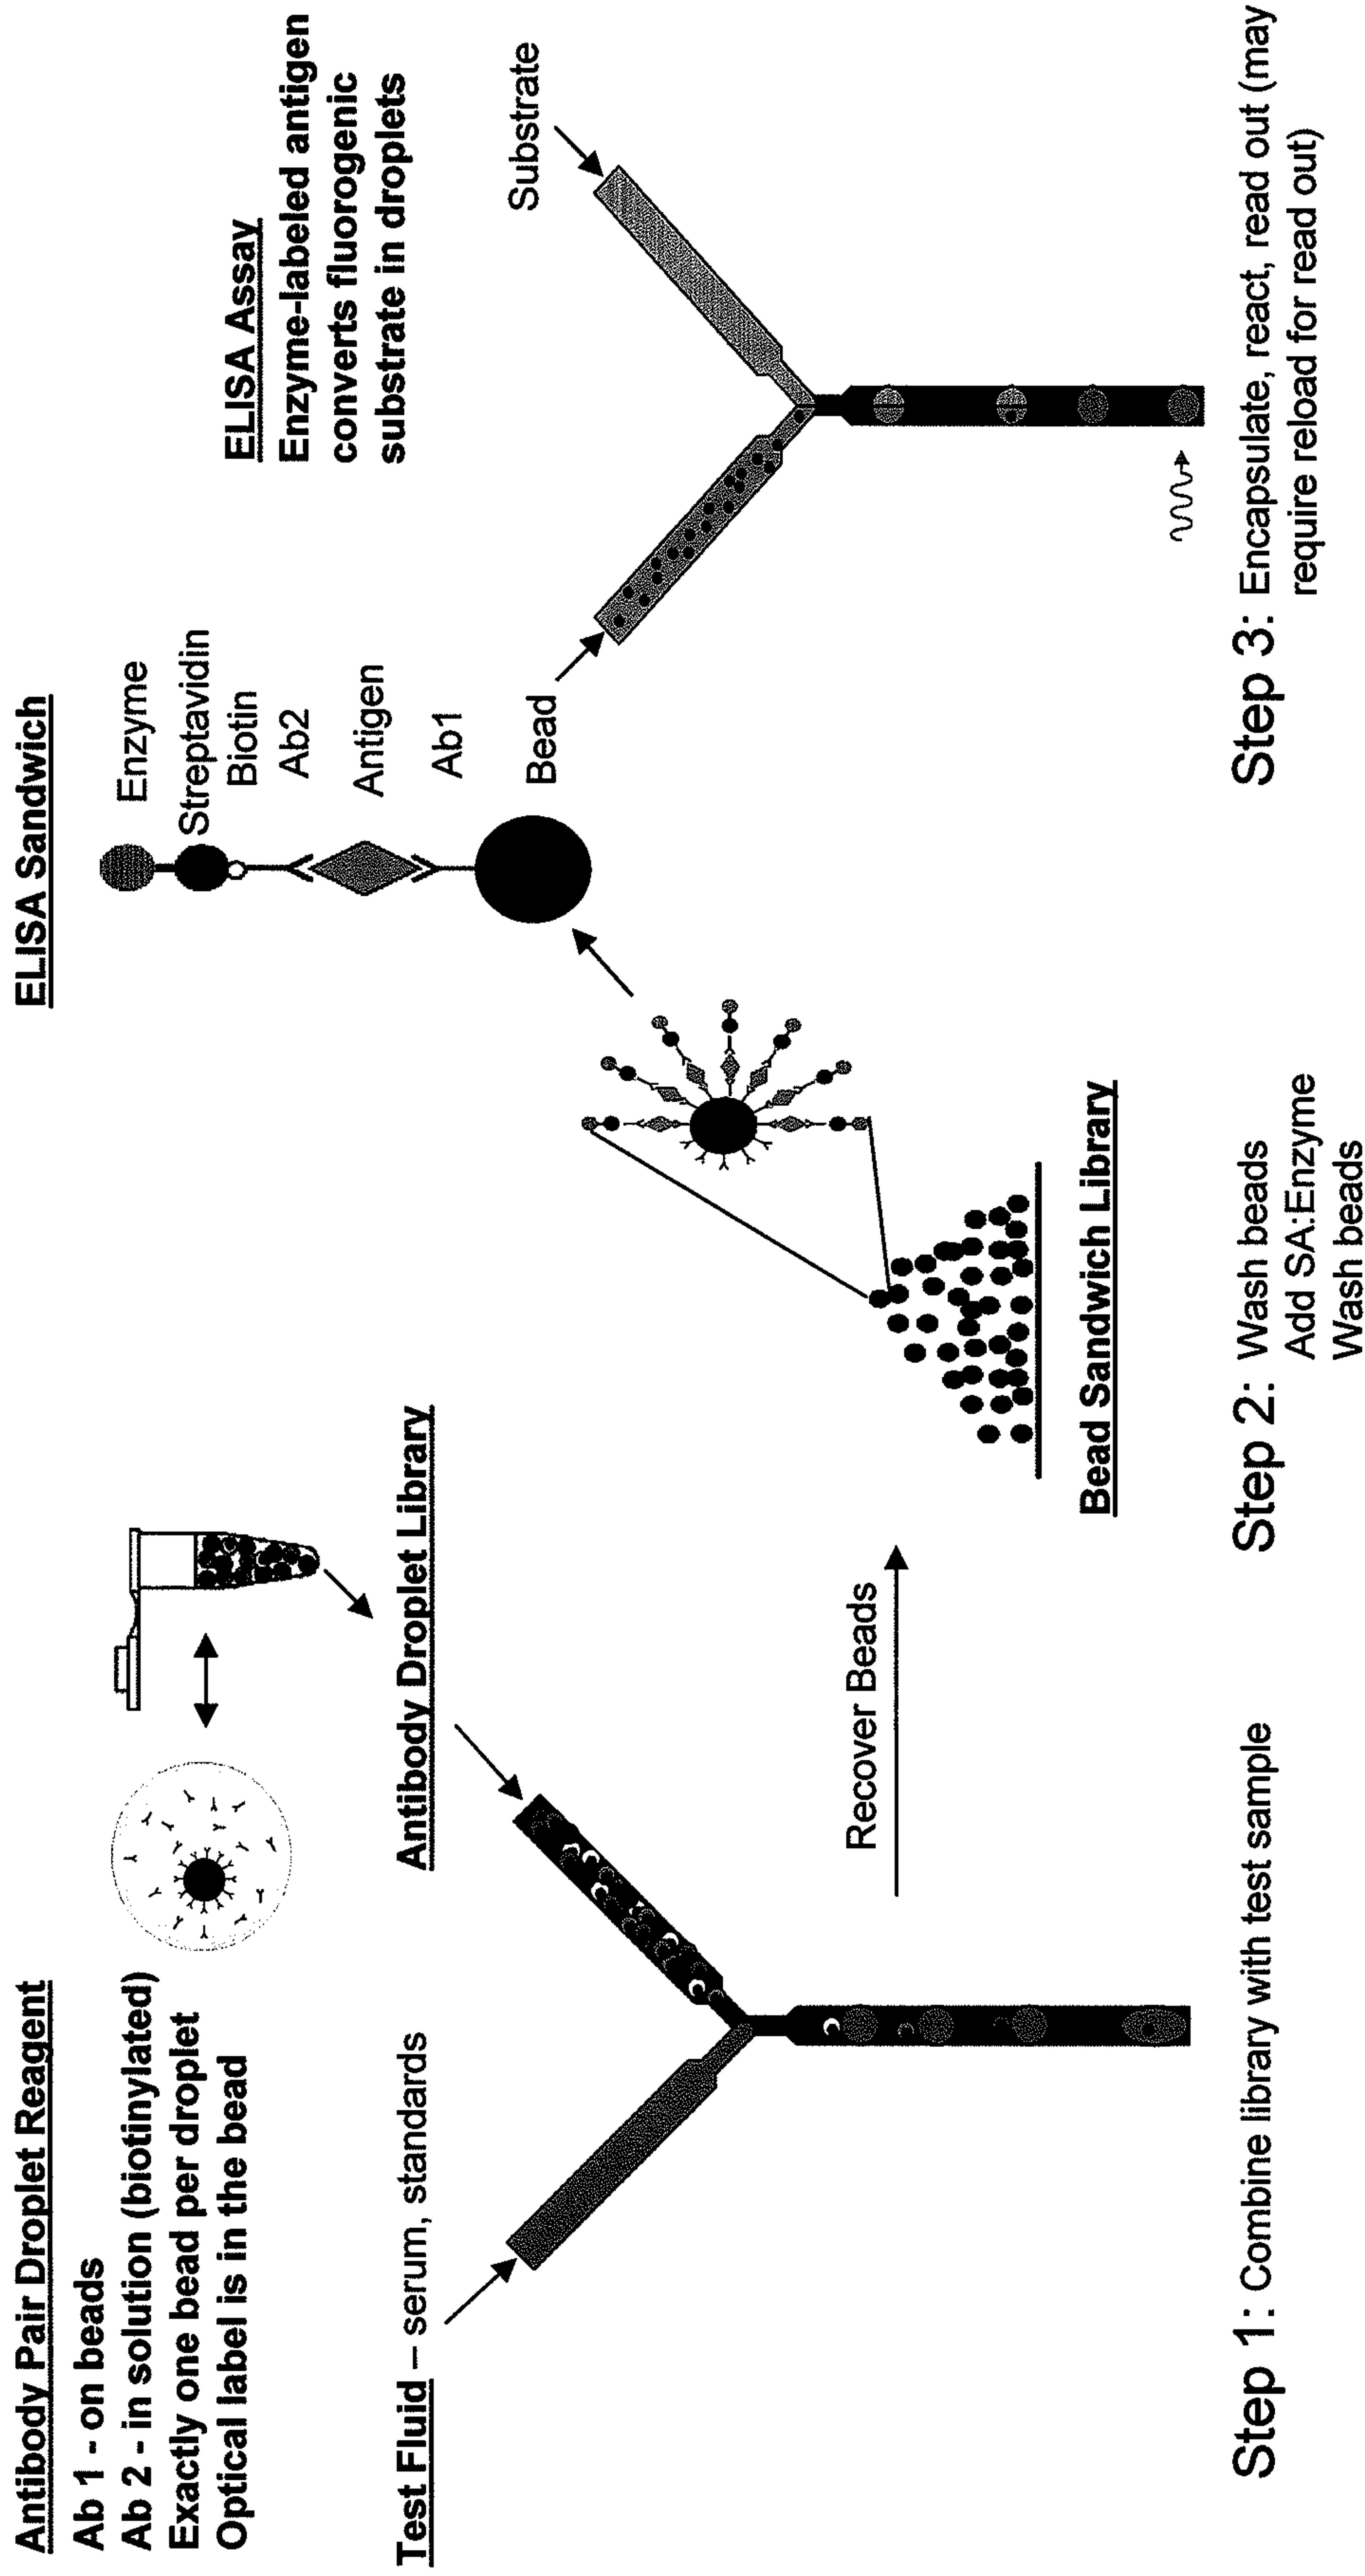 Antibody Pair Droplet Reagent
Ab 1 - on beads
Ab 2 - in solution (biotinylated)
Exactly one bead per droplet
Optical label is in the bead
Test Fluid – serum, standards
Antibody Droplet Library
Step 1: Combine library with test sample
Recover Beads
Bead Sandwich Library
Step 2: Wash beads
Add SA:Enzyme
Wash beads
ELISA Sandwich
Enzyme
Streptavidin
Biotin
Ab2
Antigen
Ab1
Bead
ELISA Assay
Enzyme-labeled antigen
converts fluorogenic
substrate in droplets
Substrate
Step 3: Encapsulate, react, read out (may
require reload for read out)